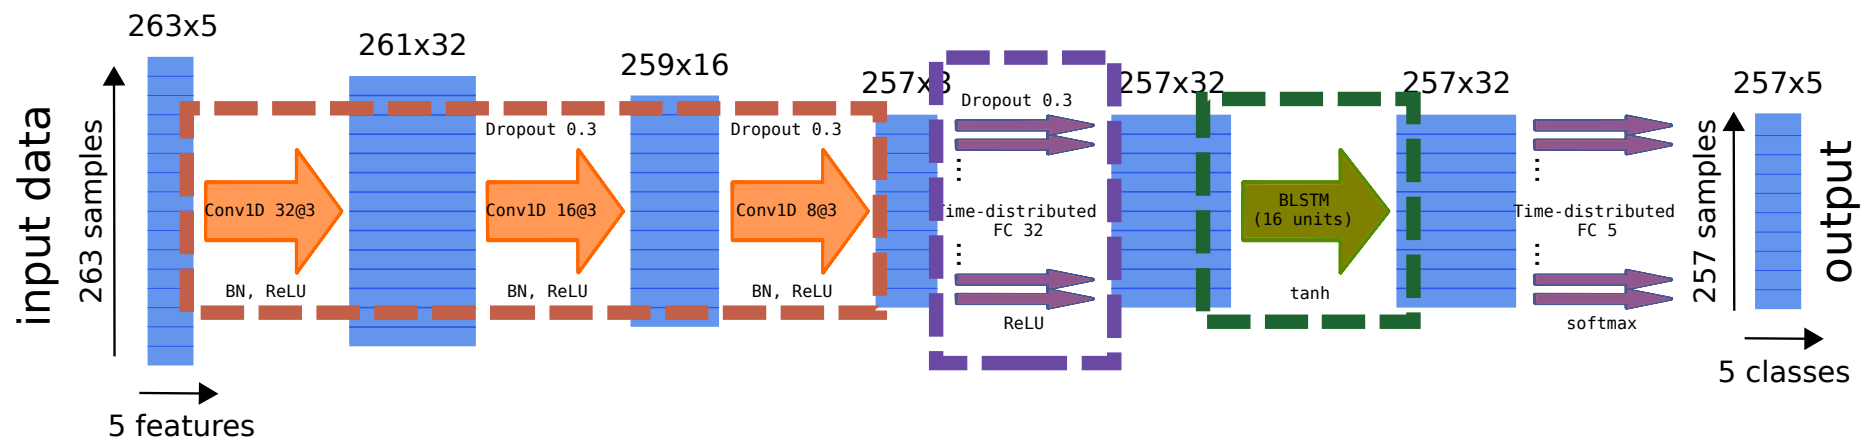 input data
263 samples
5 features
263x5
Conv1D 32@3
BN, ReLU
261x32
Dropout 0.3
Conv1D 16@3
BN, ReLU
259x16
Dropout 0.3
Conv1D 8@3
BN, ReLU
257x8
Dropout 0.3
Time-distributed
FC 32
ReLU
257x32
BLSTM
(16 units)
tanh
257x32
Time-distributed
FC 5
softmax
257x5
257 samples
5 classes
output